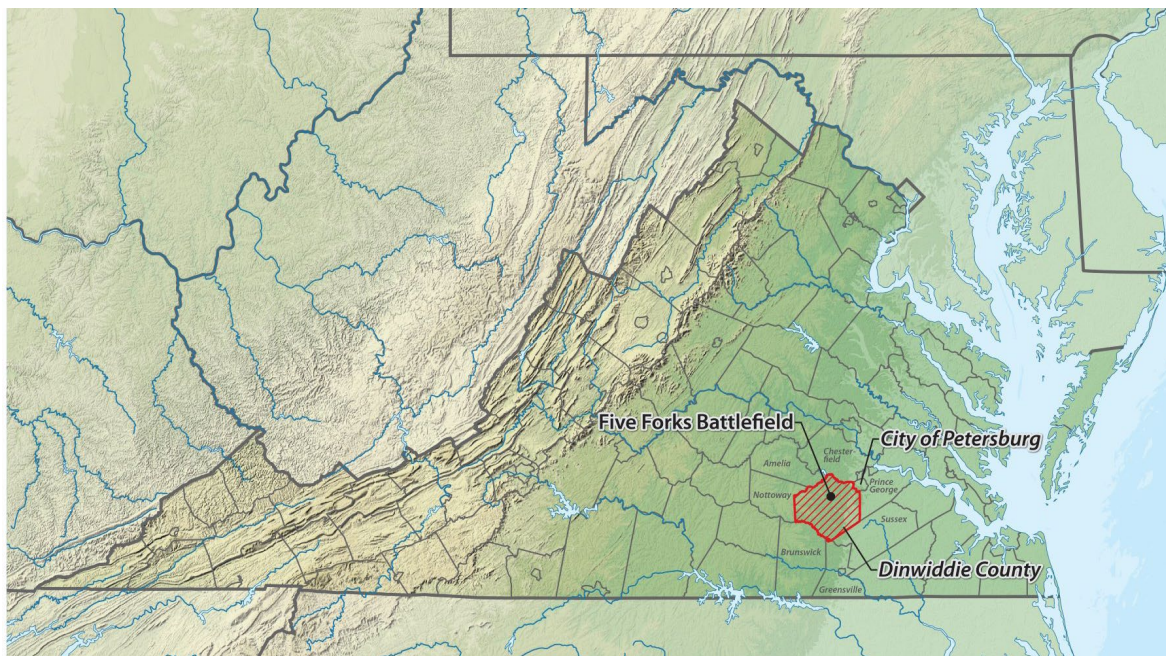 Five Forks Battlefield
City of Petersburg
Amelia
Chester-
field
Nottoway
Prince
George
Sussex
Brunswick
Dinwiddie County
Greensville